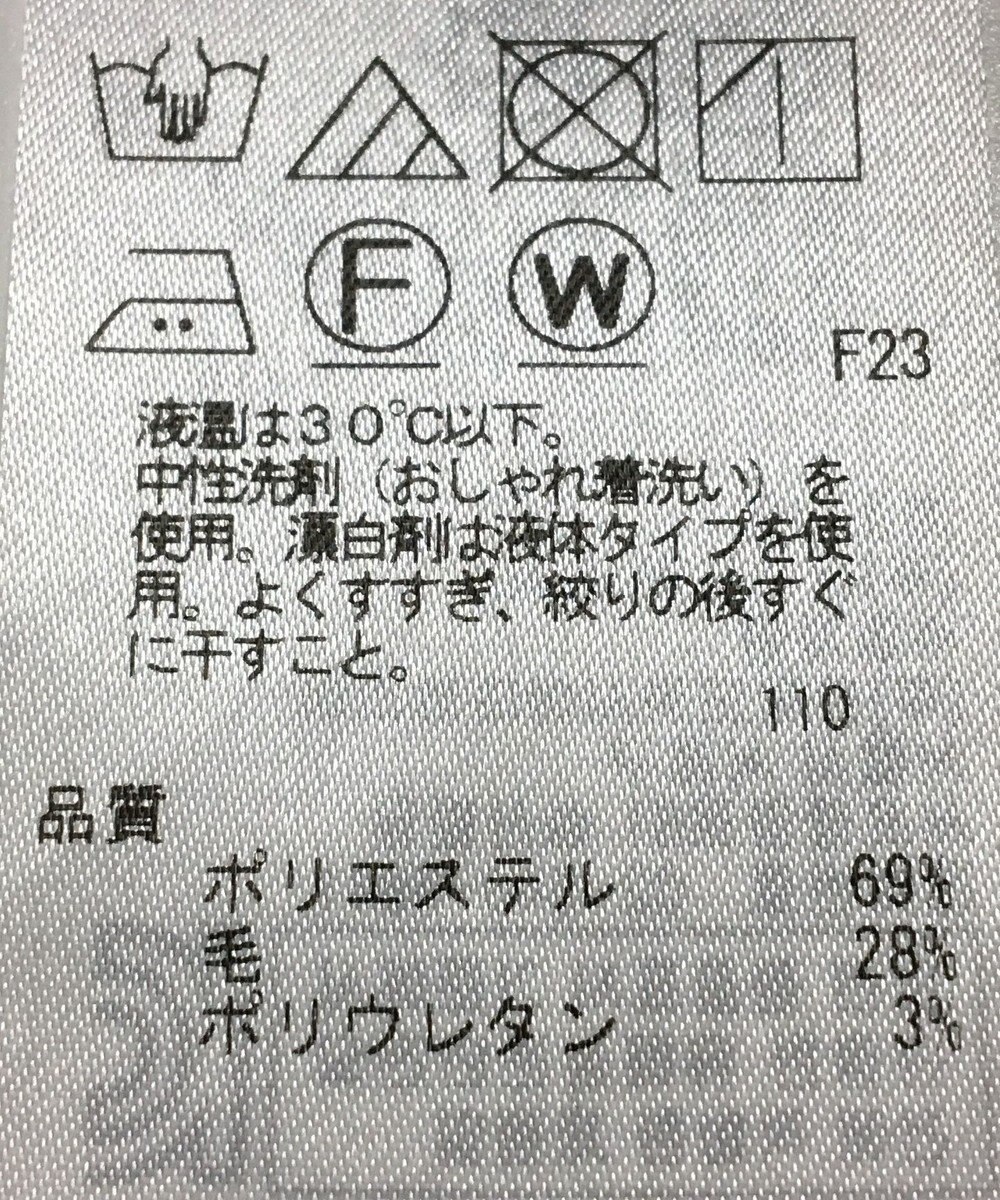 F
W
F23
液温は30℃以下。
中性洗剤（おしゃれ着洗い）を
使用。漂白剤は液体タイプを使
用。よくすすぎ、絞りの後すぐ
に干すこと。
110
品質
ポリエステル 69%
毛 28%
ポリウレタン 3%